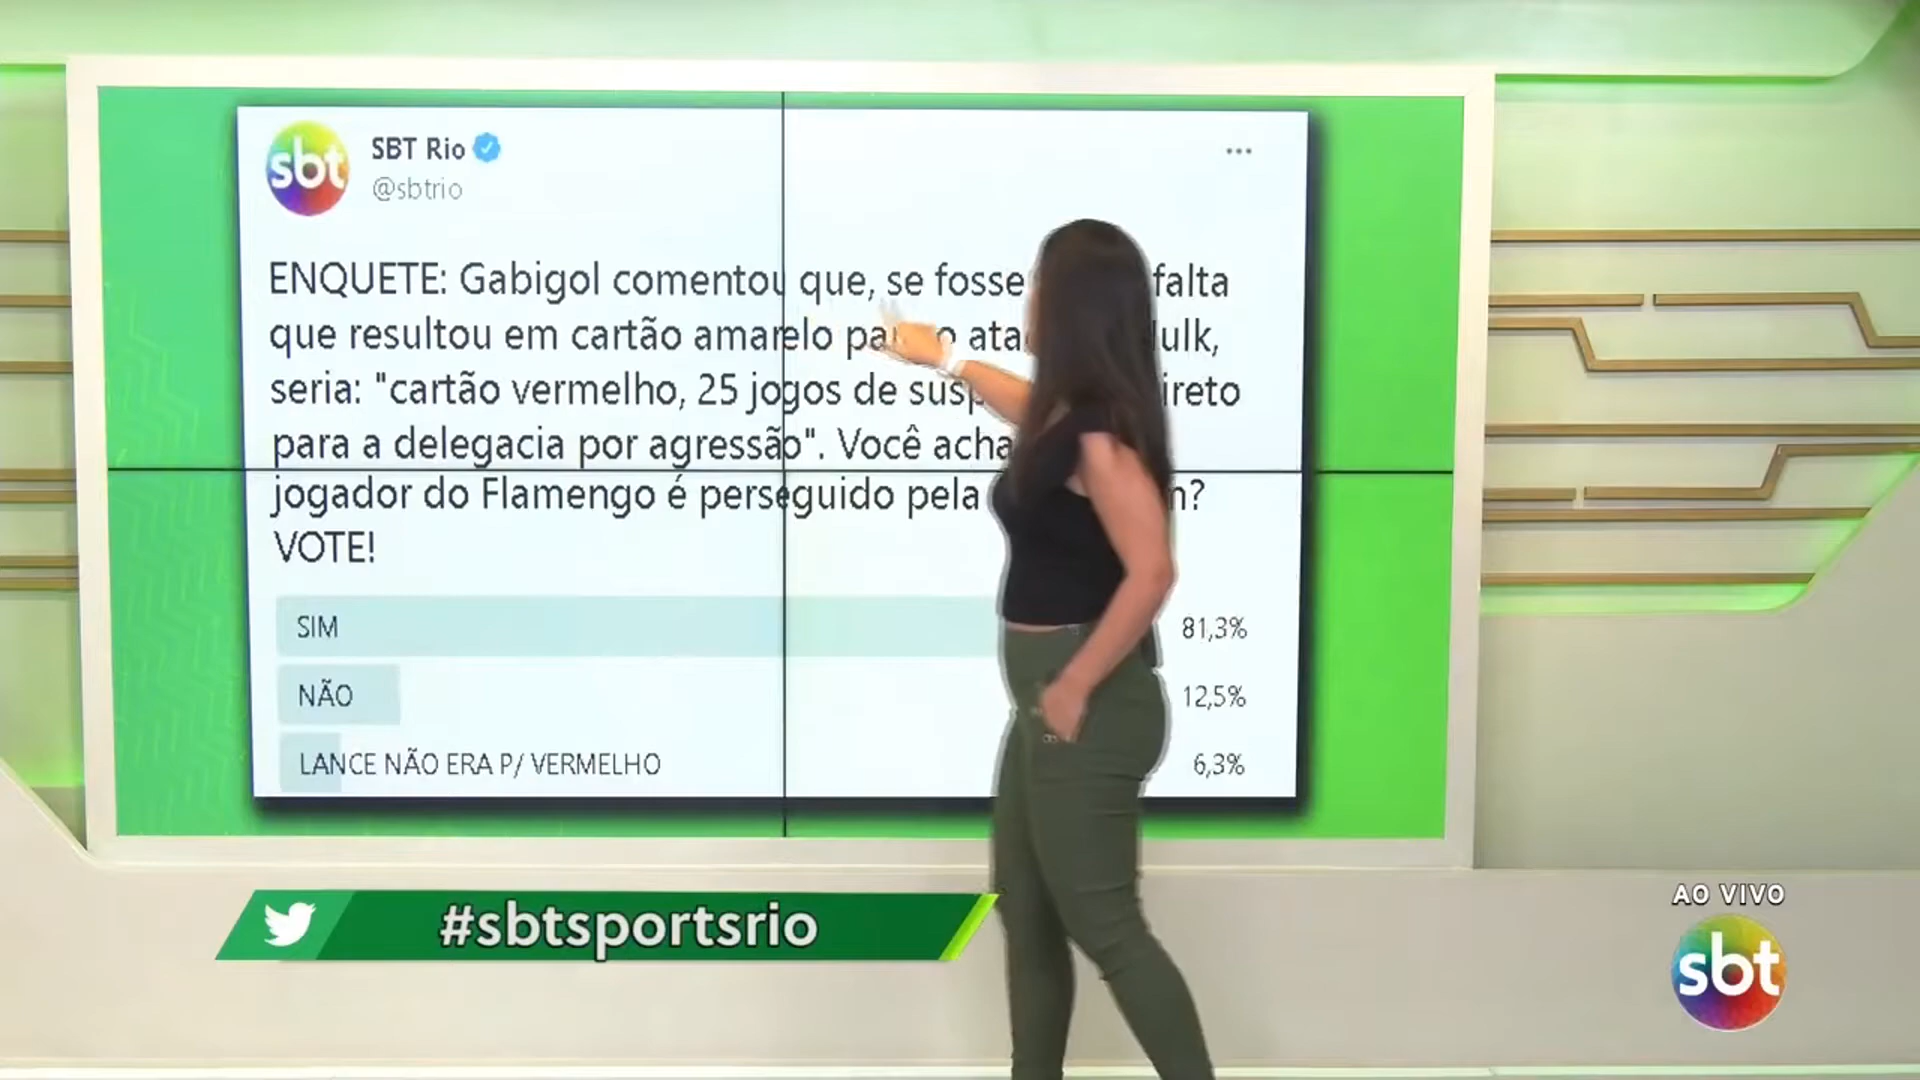 sbt
SBT Rio
@sbtrio
ENQUETE: Gabigol comentou que, se fosse falta
que resultou em cartão amarelo
seria: "cartão vermelho, 25 jogos de
para a delegacia por agressão". Você acha
jogador do Flamengo é perseguido pela
VOTE!
SIM 81,3%
NÃO 12,5%
LANCE NÃO ERA P/ VERMELHO 6,3%
#sbtsportsrio
AO VIVO
sbt